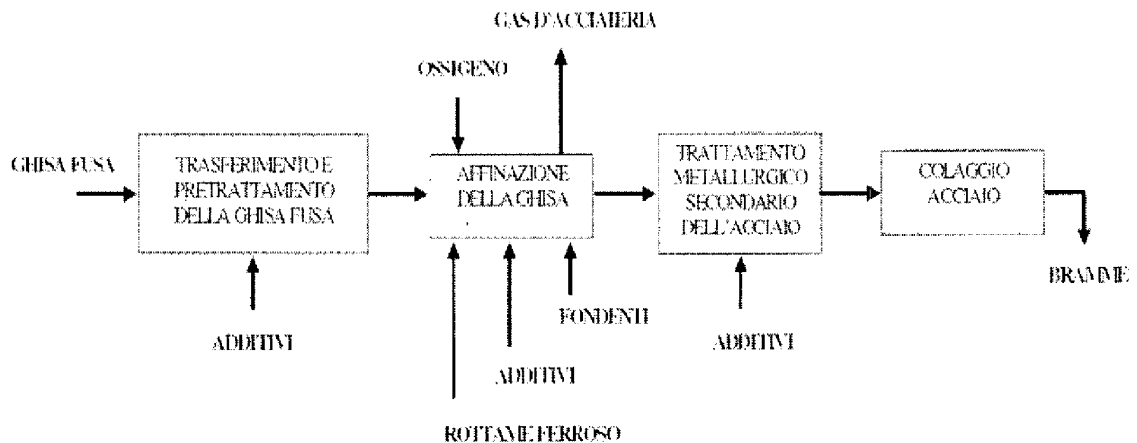 GAS D'ACCIAIERIA
OSSIGENO
GHISA FUSA
TRASFERIMENTO E
PRETRATTAMENTO
DELLA GHISA FUSA
AFFINAZIONE
DELLA GHISA
TRATTAMENTO
METALLURGICO
SECONDARIO
DELL'ACCIAIO
COLAGGIO
ACCIAIO
BRAMME
FONDENTI
ADDITIVI
ADDITIVI
ADDITIVI
ROTTAME FERROSO